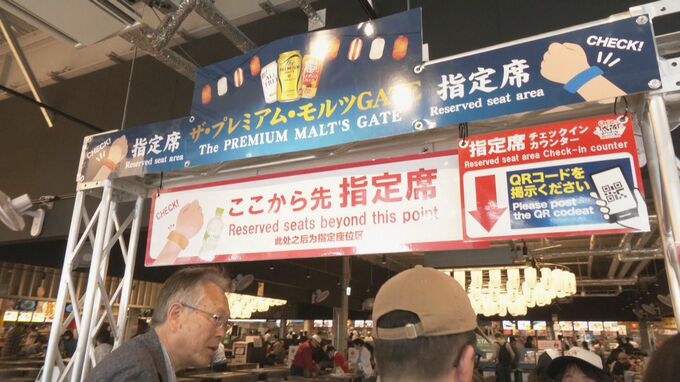 ザ・プレミアム・モルツGATE
The PREMIUM MALT'S GATE
CHECK!
指定席
Reserved seat area
CHECK!
指定席
Reserved seat area
CHECK!
ここから先 指定席
Reserved seats beyond this point
此处之后为指定座位区
指定席 チェックインカウンター
Reserved seat area Check-in counter
QRコードを
掲示ください
Please post
the QR codeat